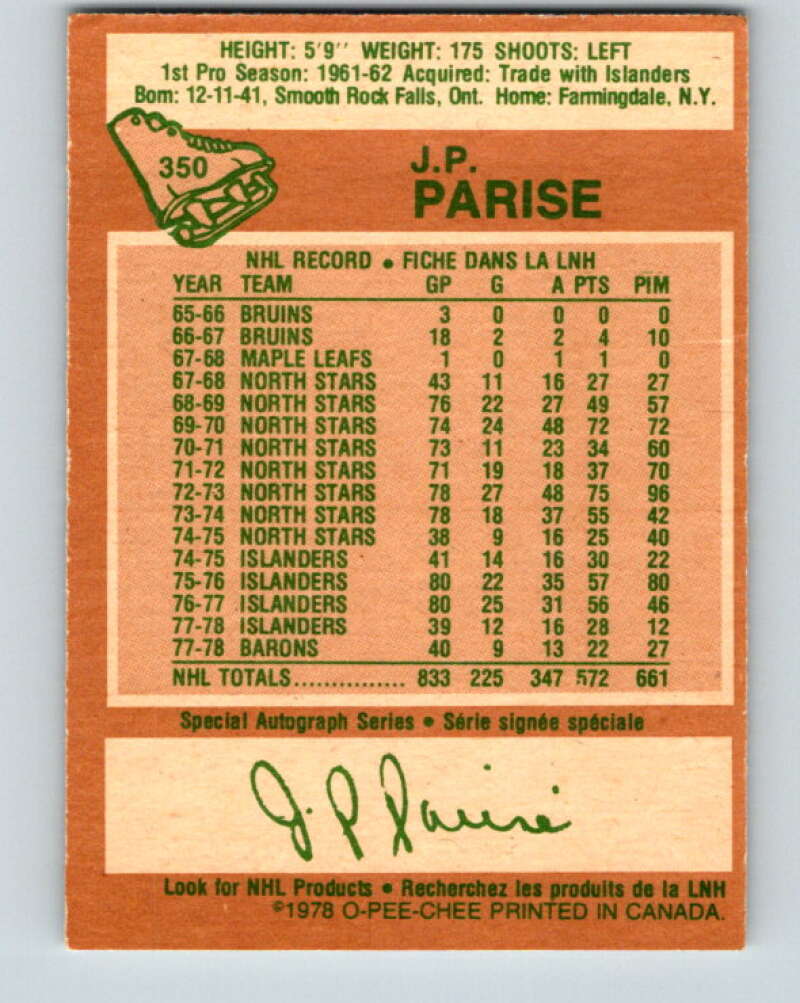 HEIGHT: 5'9'' WEIGHT: 175 SHOOTS: LEFT
1st Pro Season: 1961-62 Acquired: Trade with Islanders
Born: 12-11-41, Smooth Rock Falls, Ont. Home: Farmingdale, N.Y.
350
J.P.
PARISE
NHL RECORD • FICHE DANS LA LNH
YEAR TEAM GP G A PTS PIM
65-66 BRUINS 3 0 0 0 0
66-67 BRUINS 18 2 2 4 10
67-68 MAPLE LEAFS 1 0 1 1 0
67-68 NORTH STARS 43 11 16 27 27
68-69 NORTH STARS 76 22 27 49 57
69-70 NORTH STARS 74 24 48 72 72
70-71 NORTH STARS 73 11 23 34 60
71-72 NORTH STARS 71 19 18 37 70
72-73 NORTH STARS 78 27 48 75 96
73-74 NORTH STARS 78 18 37 55 42
74-75 NORTH STARS 38 9 16 25 40
74-75 ISLANDERS 41 14 16 30 22
75-76 ISLANDERS 80 22 35 57 80
76-77 ISLANDERS 80 25 31 56 46
77-78 ISLANDERS 39 12 16 28 12
77-78 BARONS 40 9 13 22 27
NHL TOTALS............... 833 225 347 572 661
Special Autograph Series • Série signée spéciale
J. P. Parisé
Look for NHL Products • Recherchez les produits de la LNH
©1978 O-PEE-CHEE PRINTED IN CANADA.